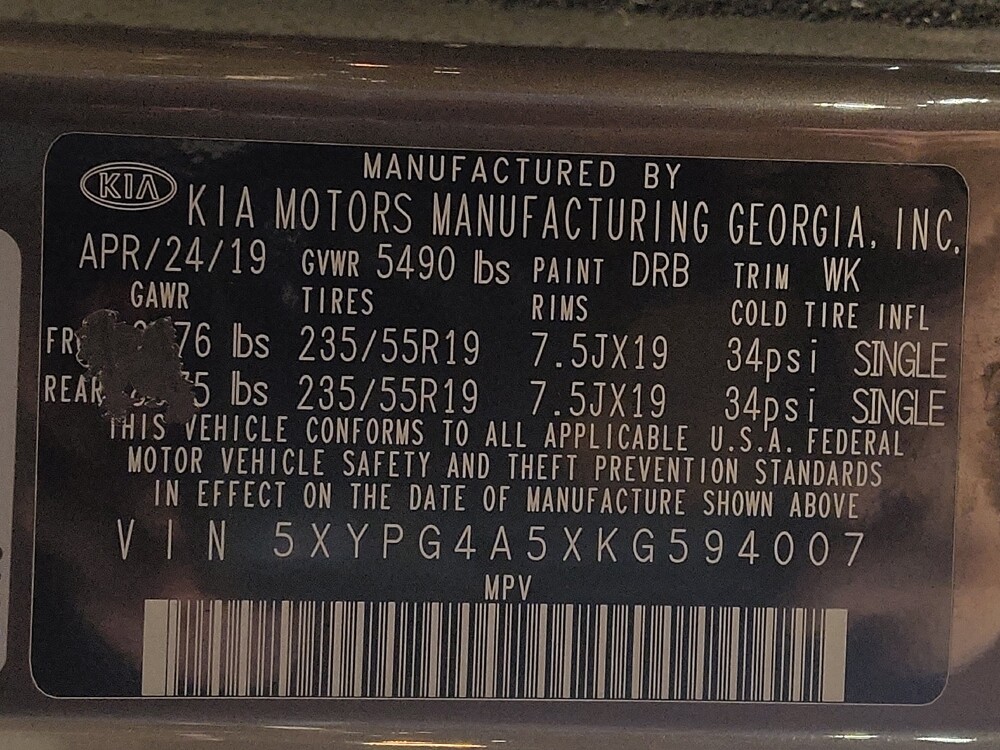 MANUFACTURED BY
KIA KIA MOTORS MANUFACTURING GEORGIA, INC.
APR/24/19 GVWR 5490 lbs PAINT DRB TRIM WK
GAWR TIRES RIMS COLD TIRE INFL
lbs 235/55R19 7.5JX19 34psi SINGLE
REAR lbs 235/55R19 7.5JX19 34psi SINGLE
THIS VEHICLE CONFORMS TO ALL APPLICABLE U.S.A. FEDERAL
MOTOR VEHICLE SAFETY AND THEFT PREVENTION STANDARDS
IN EFFECT ON THE DATE OF MANUFACTURE SHOWN ABOVE
VIN 5XYPG4A5XKG594007
MPV